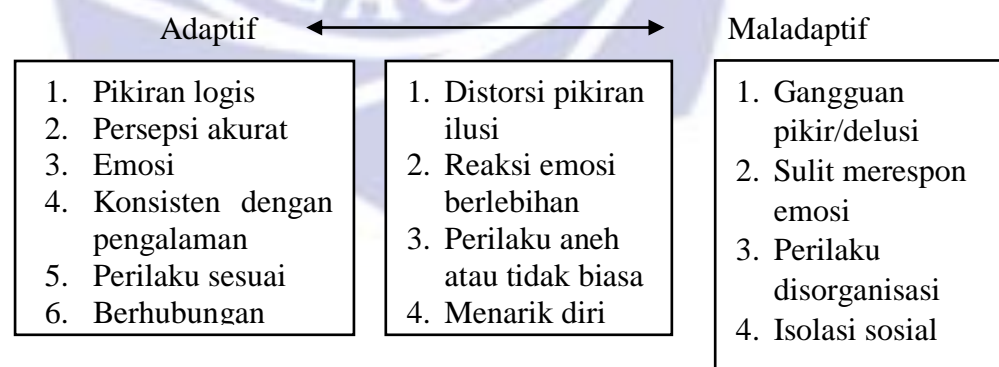 Adaptif
Maladaptif
1. Pikiran logis
2. Persepsi akurat
3. Emosi
4. Konsisten dengan
pengalaman
5. Perilaku sesuai
6. Berhubungan
1. Distorsi pikiran
ilusi
2. Reaksi emosi
berlebihan
3. Perilaku aneh
atau tidak biasa
4. Menarik diri
1. Gangguan
pikir/delusi
2. Sulit merespon
emosi
3. Perilaku
disorganisasi
4. Isolasi sosial